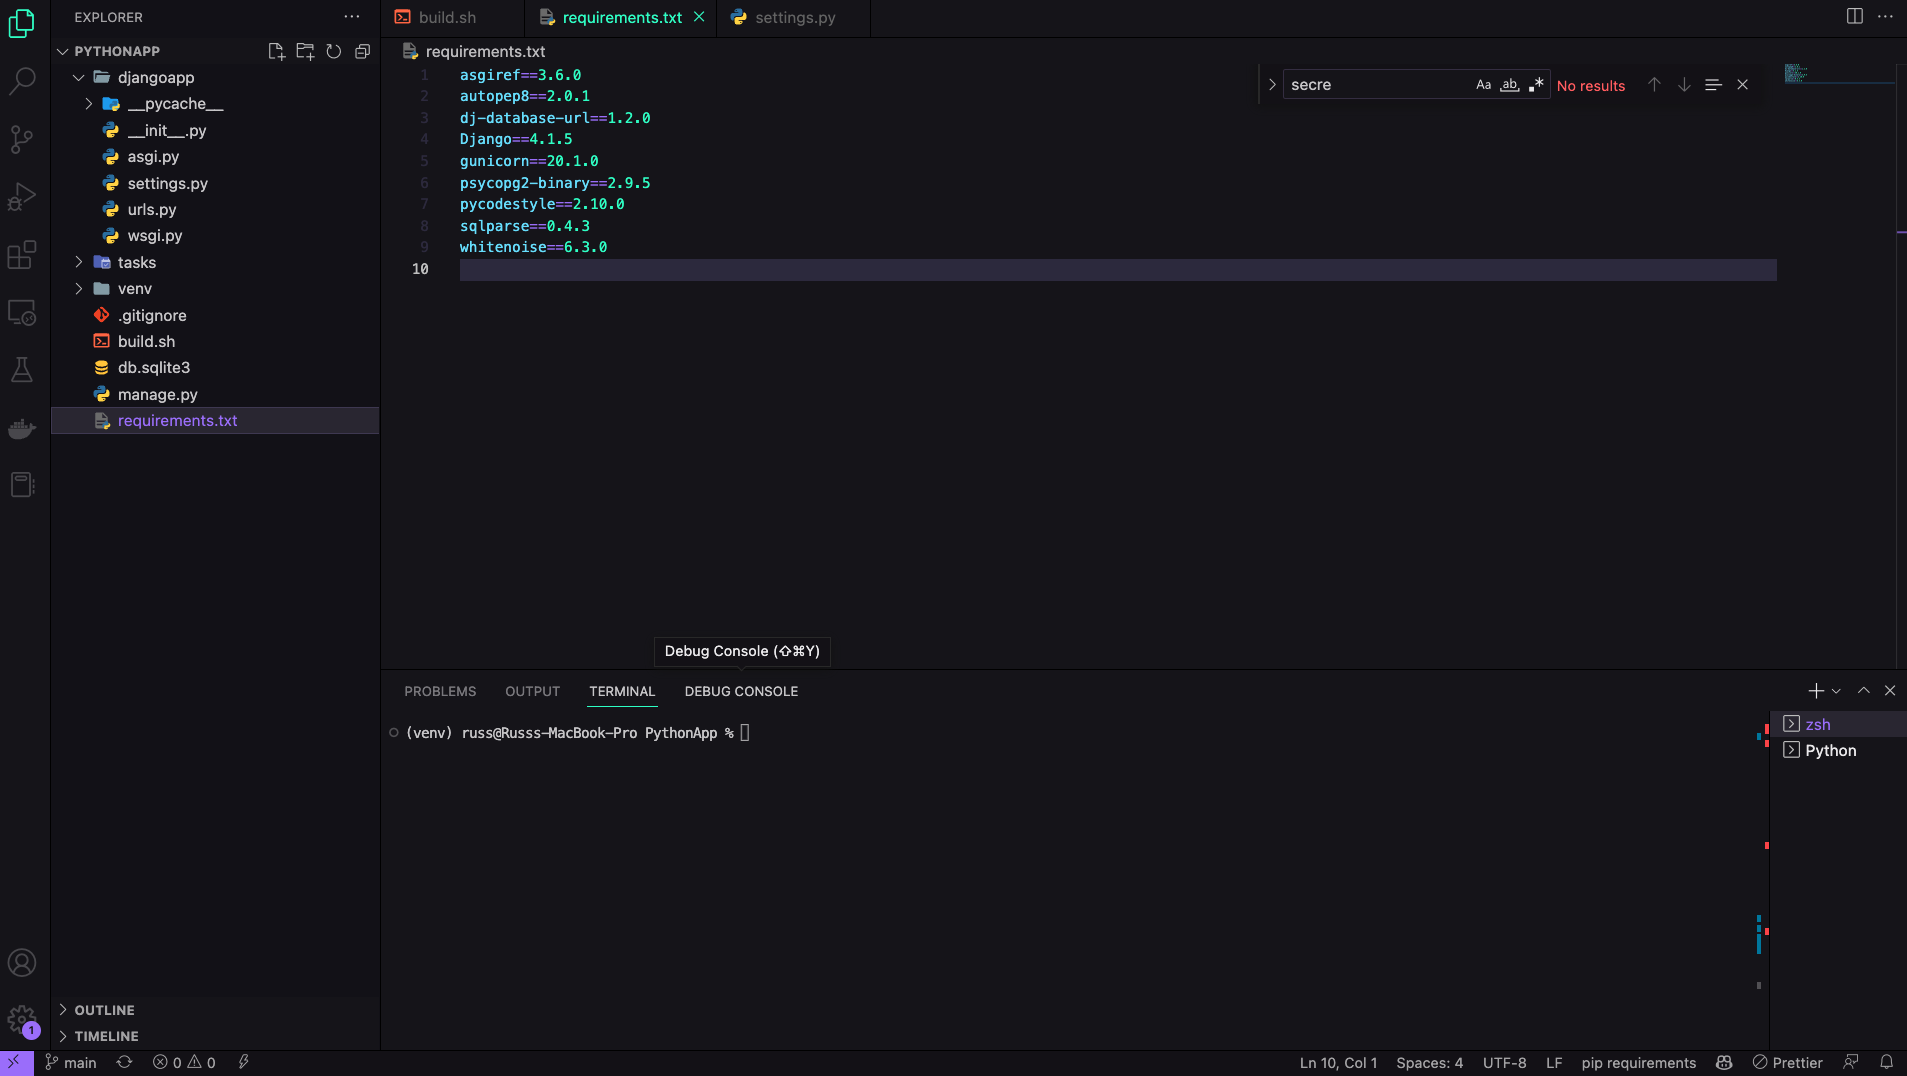 EXPLORER
PYTHONAPP
djangoapp
__pycache__
__init__.py
asgi.py
settings.py
urls.py
wsgi.py
tasks
venv
.gitignore
build.sh
db.sqlite3
manage.py
requirements.txt
OUTLINE
TIMELINE
build.sh
requirements.txt
settings.py
requirements.txt
1 asgiref==3.6.0
2 autopep8==2.0.1
3 dj-database-url==1.2.0
4 Django==4.1.5
5 gunicorn==20.1.0
6 psycopg2-binary==2.9.5
7 pycodestyle==2.10.0
8 sqlparse==0.4.3
9 whitenoise==6.3.0
10
secre Aa ab .* No results
Debug Console (⇧⌘Y)
PROBLEMS OUTPUT TERMINAL DEBUG CONSOLE
(venv) russ@Russs-MacBook-Pro PythonApp %
zsh
Python
1
main 0 0 Ln 10, Col 1 Spaces: 4 UTF-8 LF pip requirements Prettier